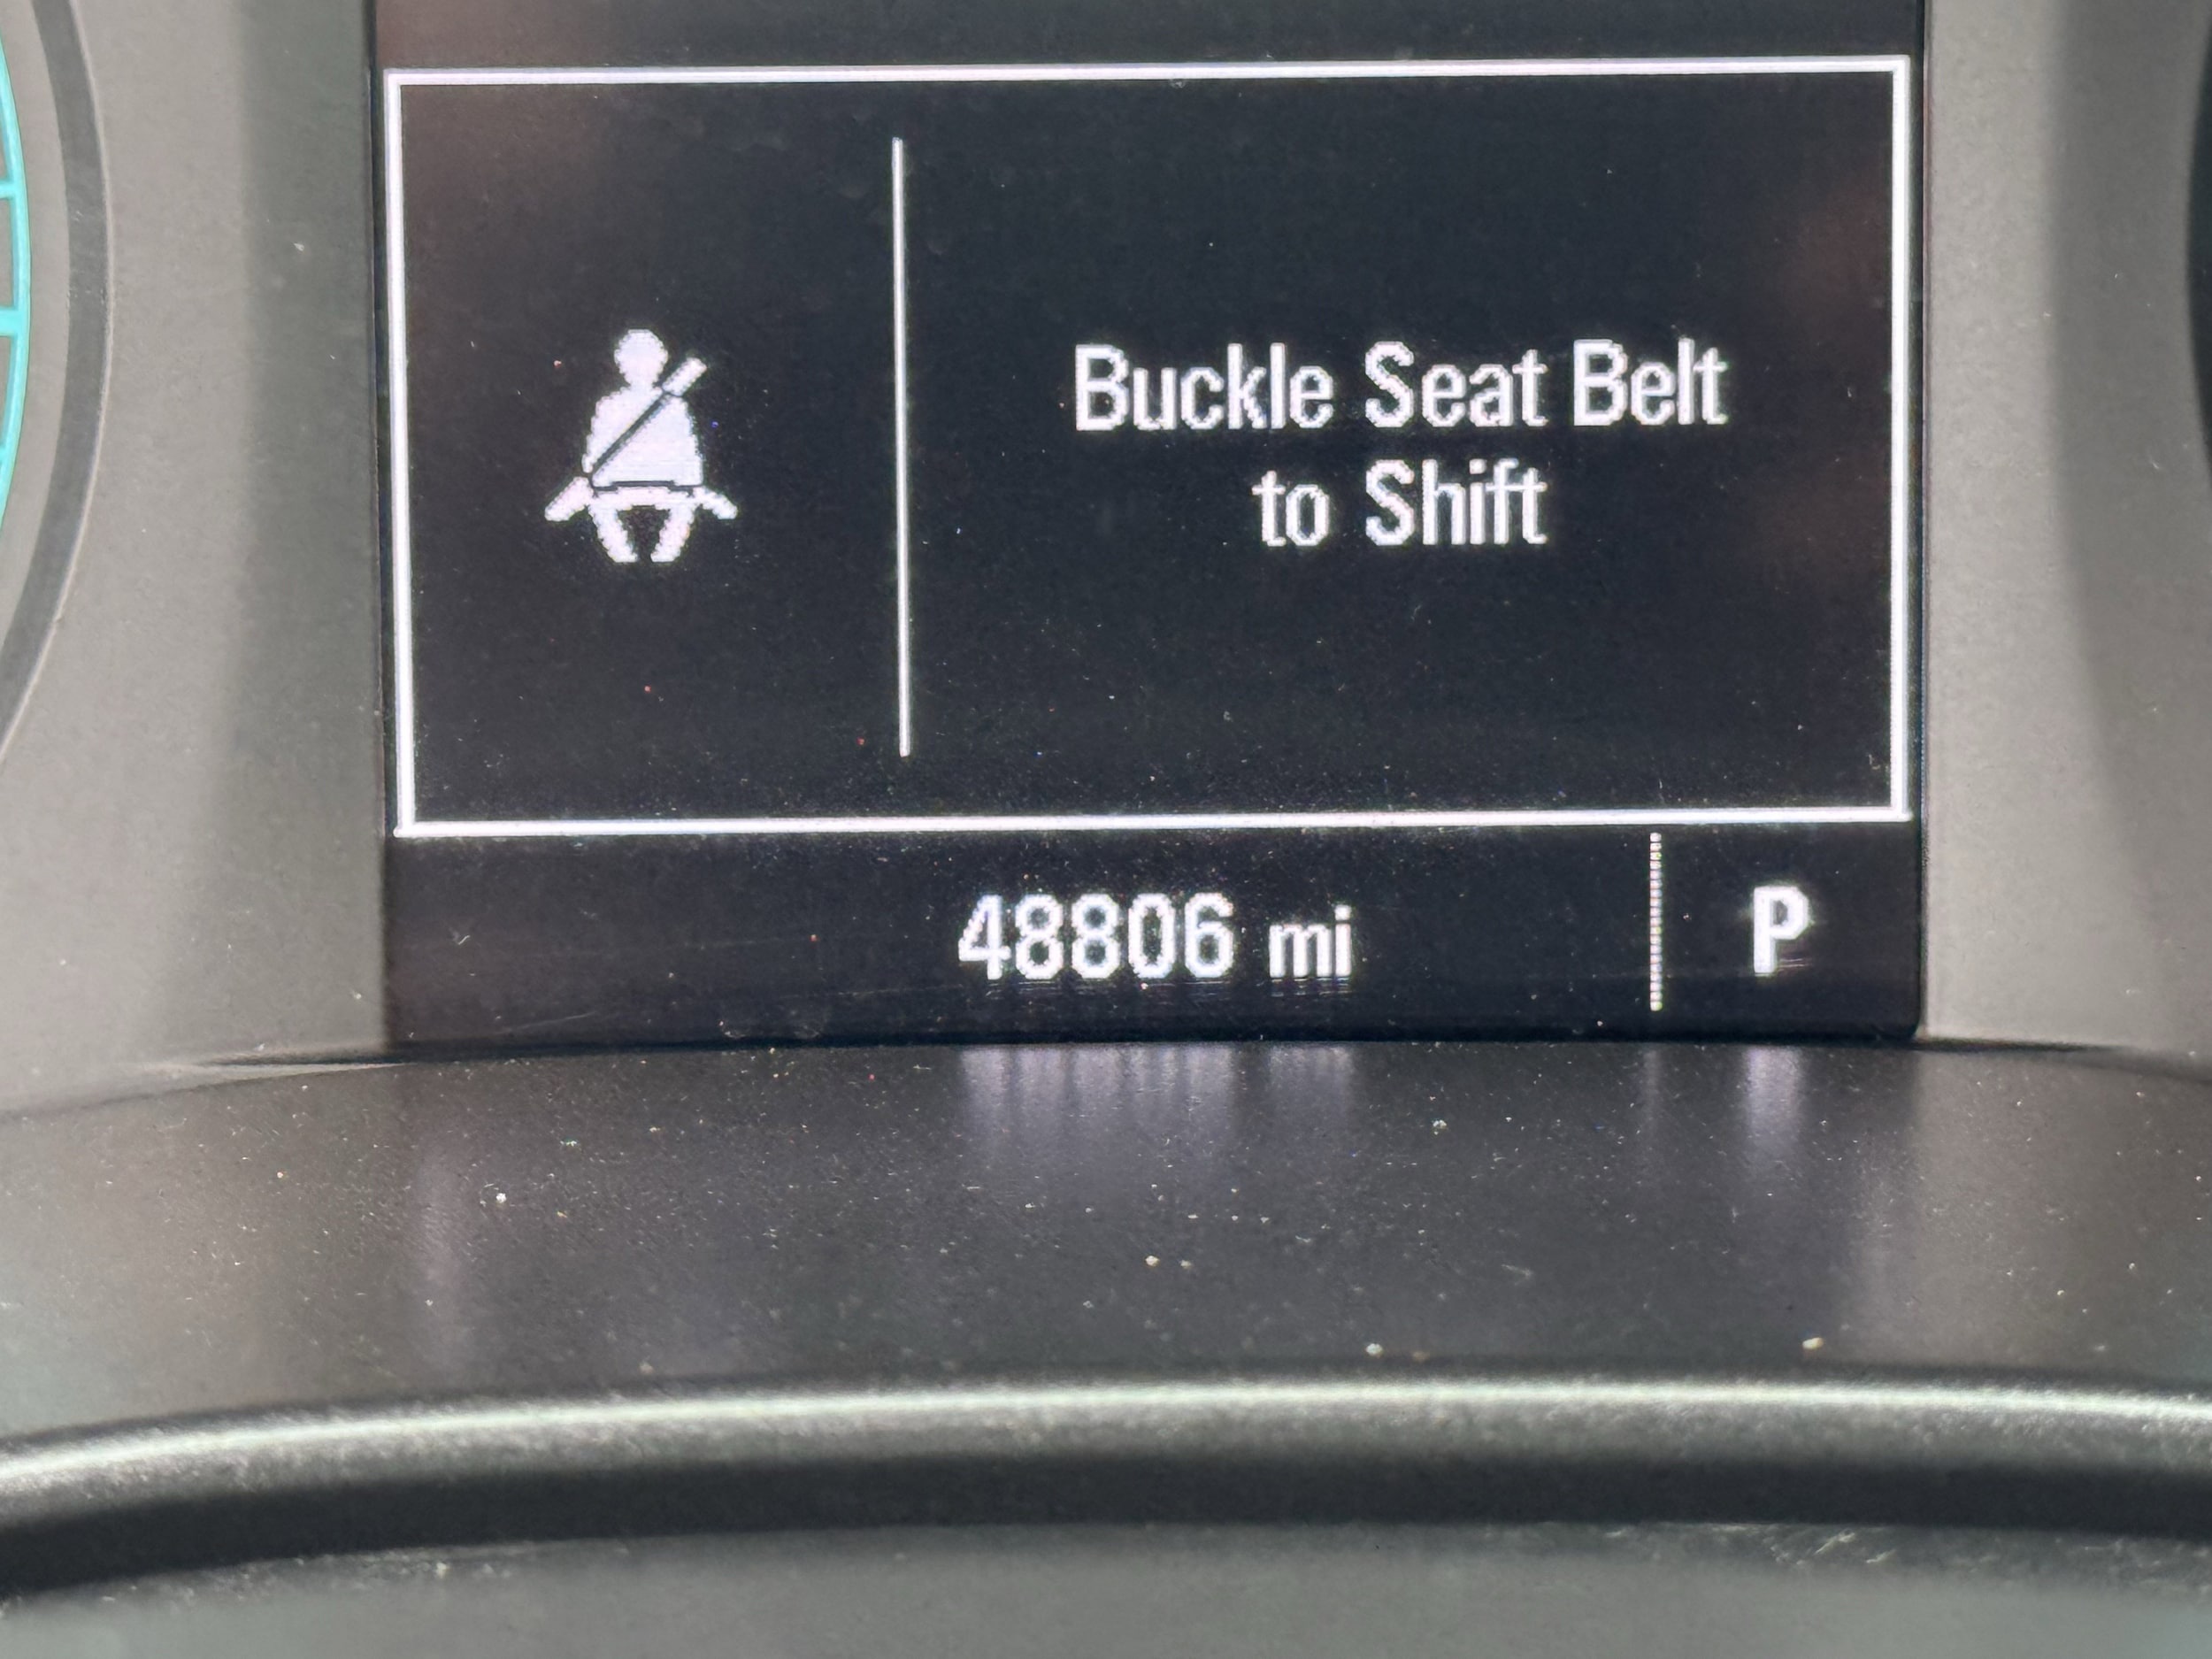 Buckle Seat Belt
to Shift
48806 mi P